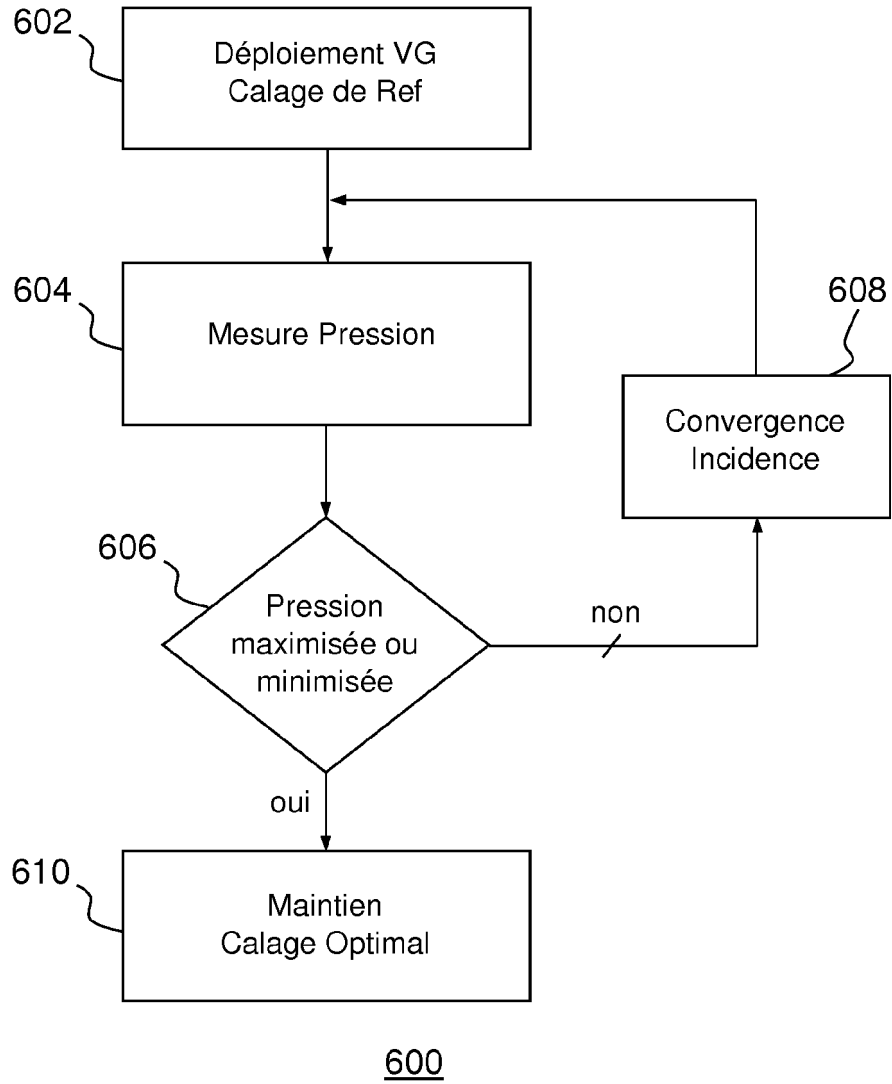 602
Déploiement VG
Calage de Ref
604
Mesure Pression
608
Convergence
Incidence
606
Pression
maximisée ou
minimisée
non
oui
610
Maintien
Calage Optimal
600